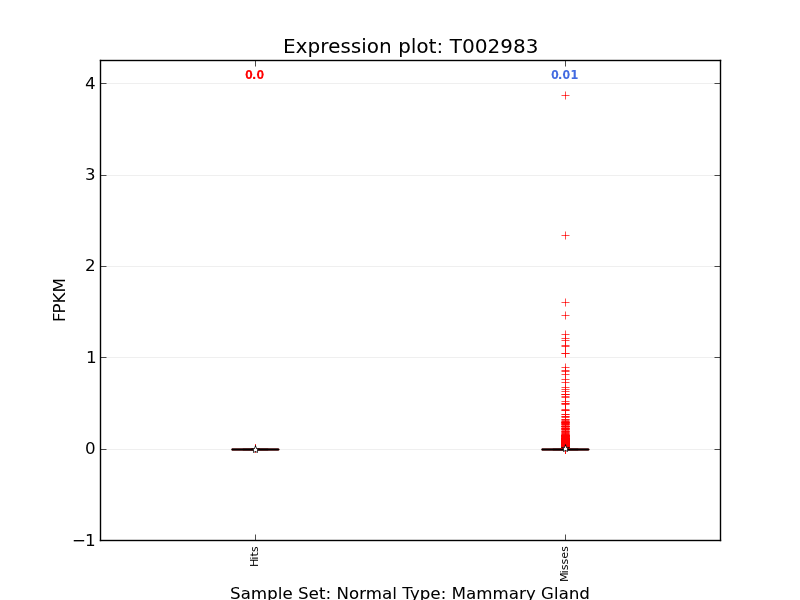 Expression plot: T002983
0.0 0.01
4
3
2
1
0
−1
FPKM
Hits Misses
Sample Set: Normal Type: Mammary Gland